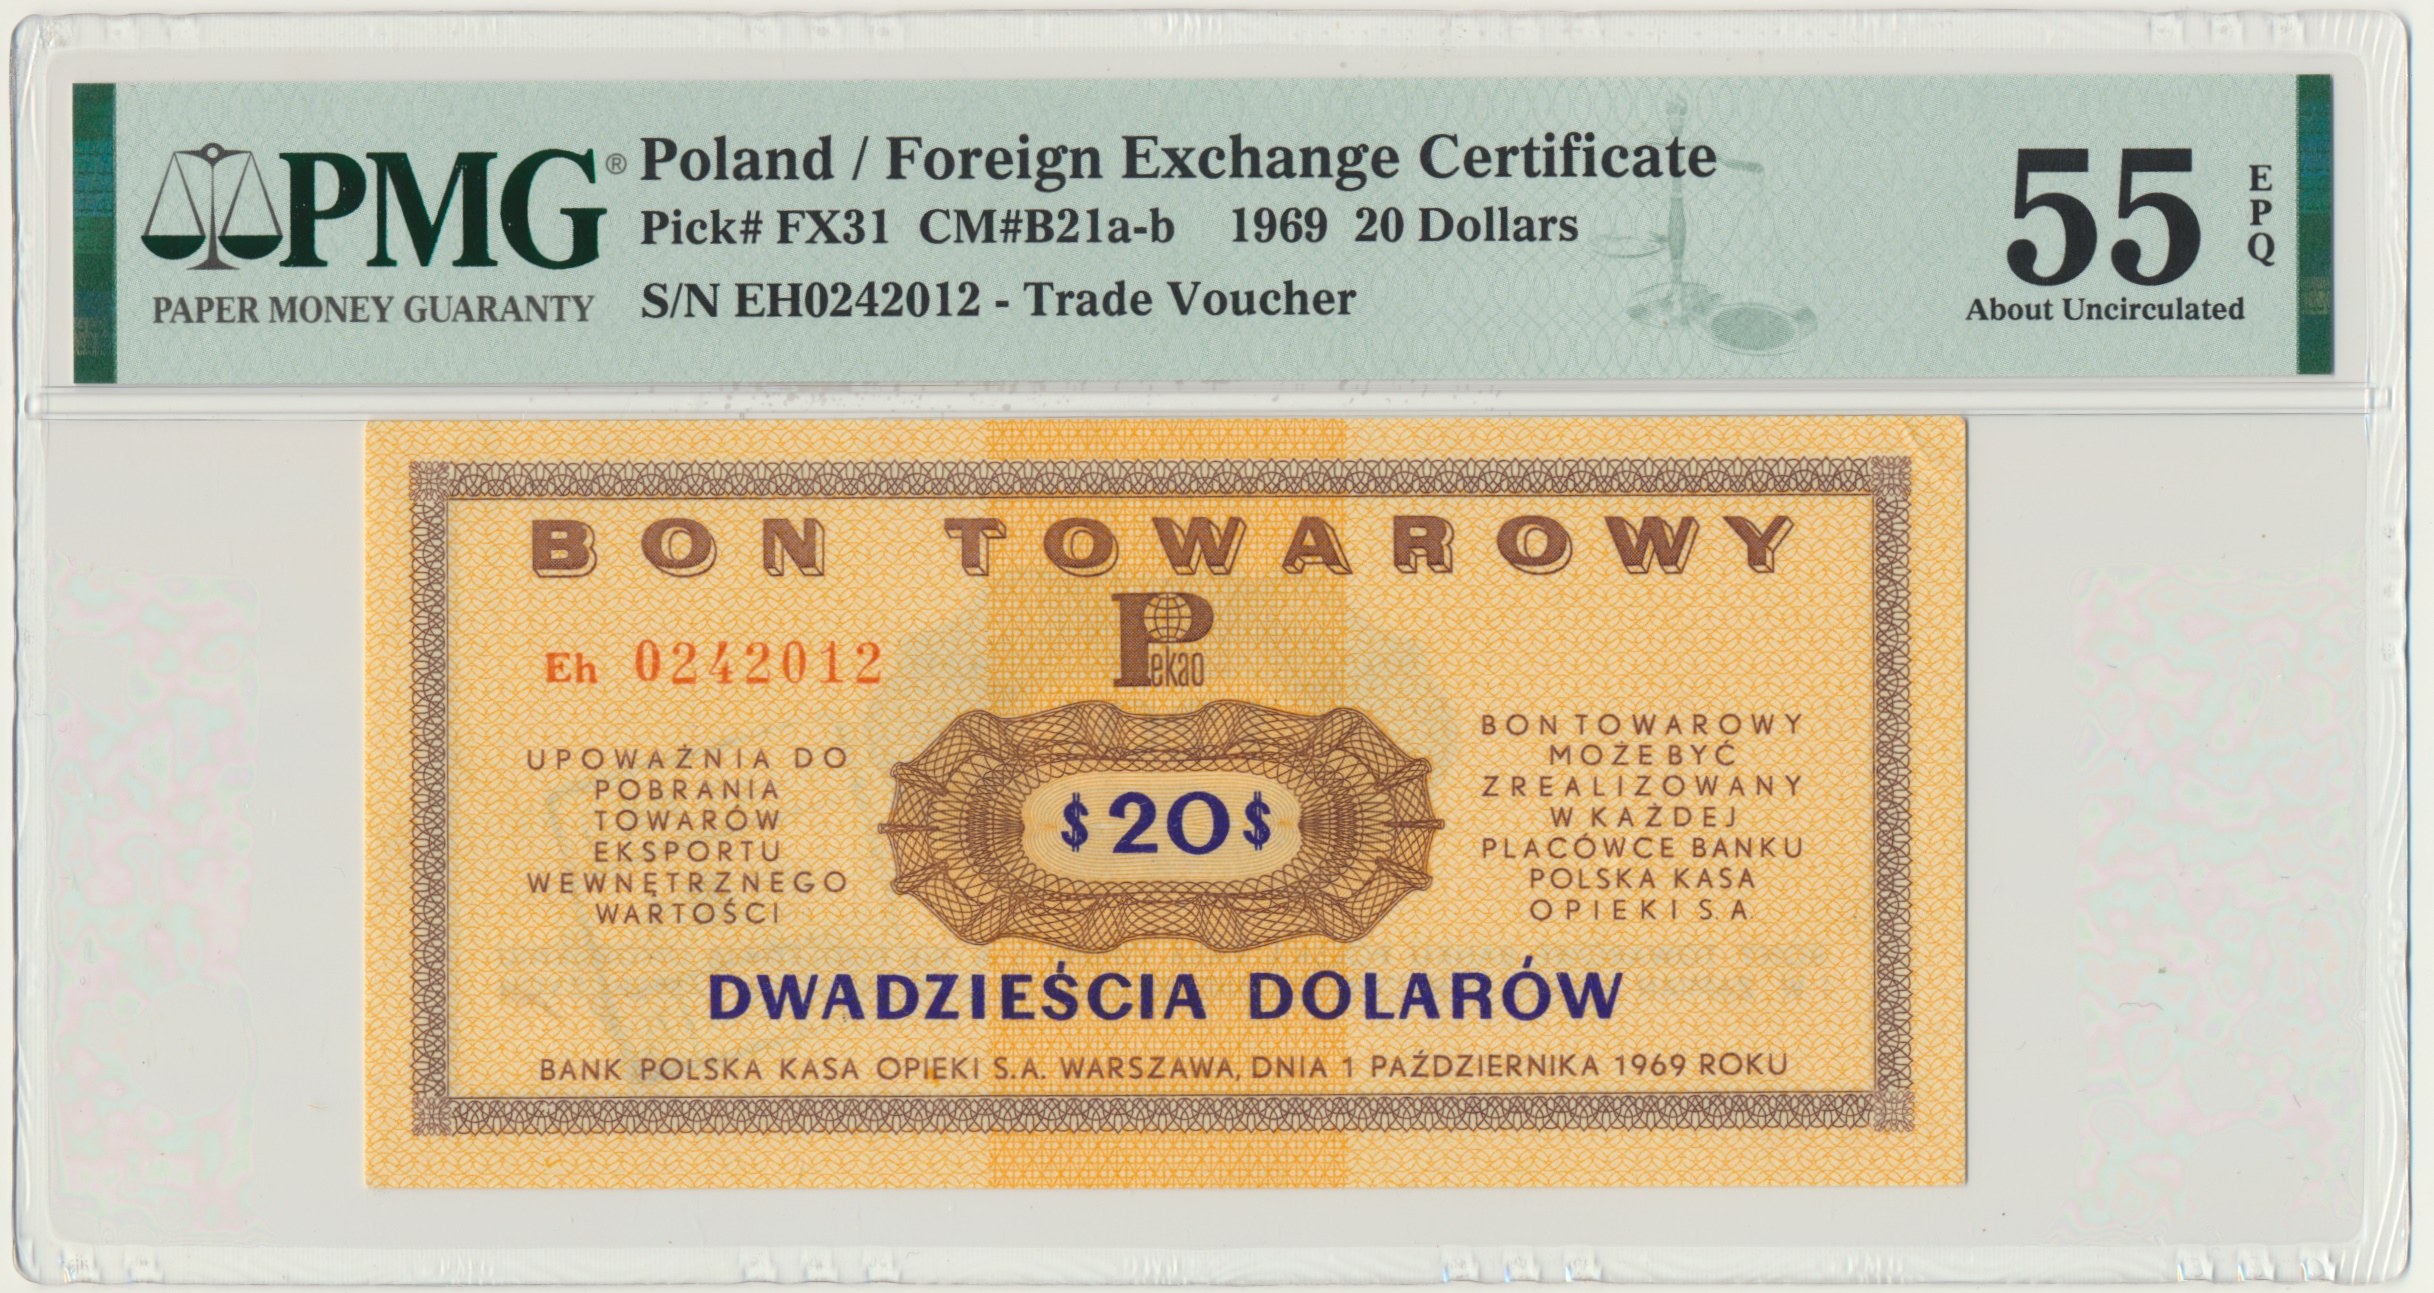 PMG®
PAPER MONEY GUARANTY
Poland / Foreign Exchange Certificate
Pick# FX31 CM#B21a-b 1969 20 Dollars
S/N EH0242012 - Trade Voucher
55
EPQ
About Uncirculated
BON TOWAROWY
Pekao
Eh 0242012
UPOWAŻNIA DO
POBRANIA
TOWARÓW
EKSPORTU
WEWNĘTRZNEGO
WARTOŚCI
$20$
BON TOWAROWY
MOŻE BYĆ
ZREALIZOWANY
W KAŻDEJ
PLACÓWCE BANKU
POLSKA KASA
OPIEKI S.A.
DWADZIEŚCIA DOLARÓW
BANK POLSKA KASA OPIEKI S.A. WARSZAWA, DNIA 1 PAŹDZIERNIKA 1969 ROKU